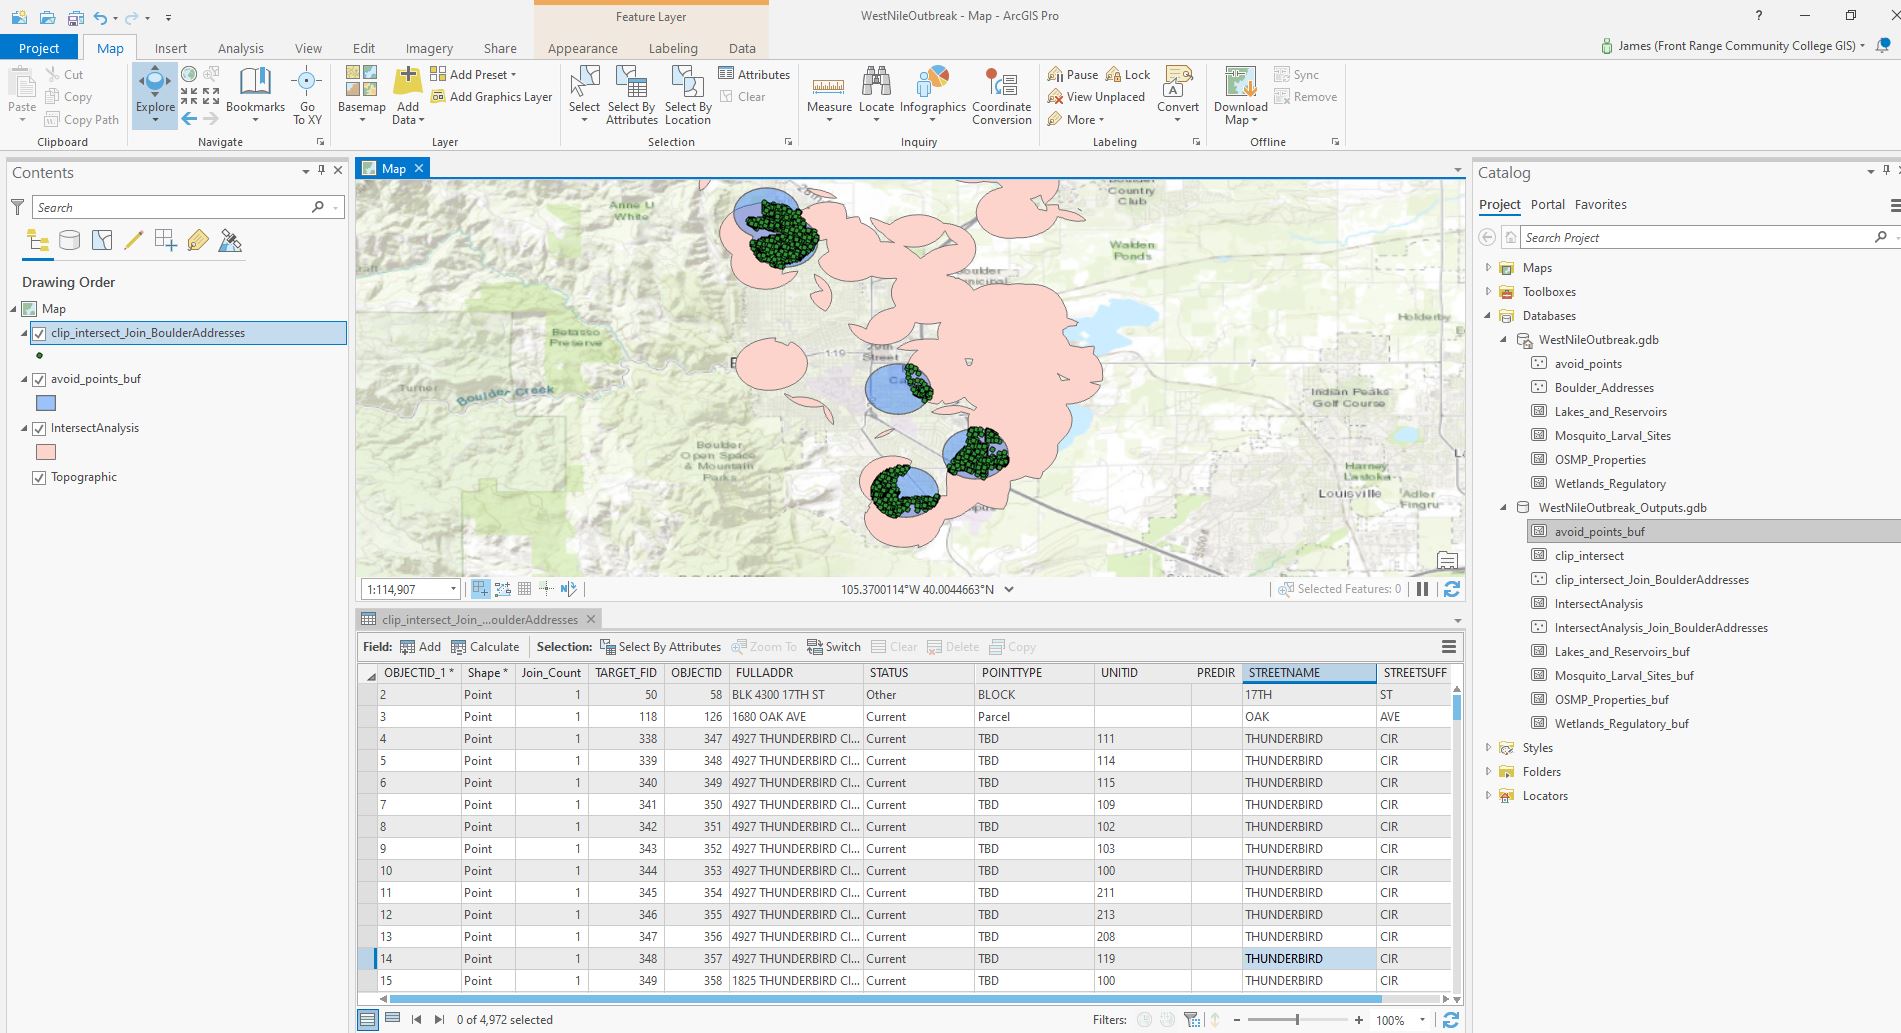 Feature Layer
WestNileOutbreak - Map - ArcGIS Pro
?
Project Map Insert Analysis View Edit Imagery Share Appearance Labeling Data
James (Front Range Community College GIS)
Paste
Cut
Copy
Copy Path
Clipboard
Explore
Bookmarks
Go To XY
Navigate
Basemap
Add Data
Add Preset
Add Graphics Layer
Layer
Select
Select By Attributes
Select By Location
Attributes
Clear
Selection
Measure
Locate
Infographics
Coordinate Conversion
Inquiry
Pause
Lock
View Unplaced
More
Convert
Labeling
Download Map
Sync
Remove
Offline
Contents
Search
Drawing Order
Map
clip_intersect_Join_BoulderAddresses
avoid_points_buf
IntersectAnalysis
Topographic
Map
Anne U
White
Country
Club
Walden
Ponds
Boulder
Holderby
Betasso
Preserve
1:19
Street
Turner
Boulder Creek
Indian Peaks
Golf Course
Boulder
Open Space
& Mountain
Parks
Harney
Lastoka
Louisville
Adler
Fingru
1:114,907
105.3700114°W 40.0044663°N
Selected Features: 0
clip_intersect_Join_...oulderAddresses
Field: Add Calculate Selection: Select By Attributes Zoom To Switch Clear Delete Copy
OBJECTID_1 * Shape * Join_Count TARGET_FID OBJECTID FULLADDR STATUS POINTTYPE UNITID PREDIR STREETNAME STREETSUFF
2 Point 1 50 58 BLK 4300 17TH ST Other BLOCK 17TH ST
3 Point 1 118 126 1680 OAK AVE Current Parcel OAK AVE
4 Point 1 338 347 4927 THUNDERBIRD CI... Current TBD 111 THUNDERBIRD CIR
5 Point 1 339 348 4927 THUNDERBIRD CI... Current TBD 114 THUNDERBIRD CIR
6 Point 1 340 349 4927 THUNDERBIRD CI... Current TBD 115 THUNDERBIRD CIR
7 Point 1 341 350 4927 THUNDERBIRD CI... Current TBD 109 THUNDERBIRD CIR
8 Point 1 342 351 4927 THUNDERBIRD CI... Current TBD 102 THUNDERBIRD CIR
9 Point 1 343 352 4927 THUNDERBIRD CI... Current TBD 103 THUNDERBIRD CIR
10 Point 1 344 353 4927 THUNDERBIRD CI... Current TBD 100 THUNDERBIRD CIR
11 Point 1 345 354 4927 THUNDERBIRD CI... Current TBD 211 THUNDERBIRD CIR
12 Point 1 346 355 4927 THUNDERBIRD CI... Current TBD 213 THUNDERBIRD CIR
13 Point 1 347 356 4927 THUNDERBIRD CI... Current TBD 208 THUNDERBIRD CIR
14 Point 1 348 357 4927 THUNDERBIRD CI... Current TBD 119 THUNDERBIRD CIR
15 Point 1 349 358 1825 THUNDERBIRD CI... Current TBD 100 THUNDERBIRD CIR
0 of 4,972 selected
Filters:
100%
Catalog
Project Portal Favorites
Search Project
Maps
Toolboxes
Databases
WestNileOutbreak.gdb
avoid_points
Boulder_Addresses
Lakes_and_Reservoirs
Mosquito_Larval_Sites
OSMP_Properties
Wetlands_Regulatory
WestNileOutbreak_Outputs.gdb
avoid_points_buf
clip_intersect
clip_intersect_Join_BoulderAddresses
IntersectAnalysis
IntersectAnalysis_Join_BoulderAddresses
Lakes_and_Reservoirs_buf
Mosquito_Larval_Sites_buf
OSMP_Properties_buf
Wetlands_Regulatory_buf
Styles
Folders
Locators